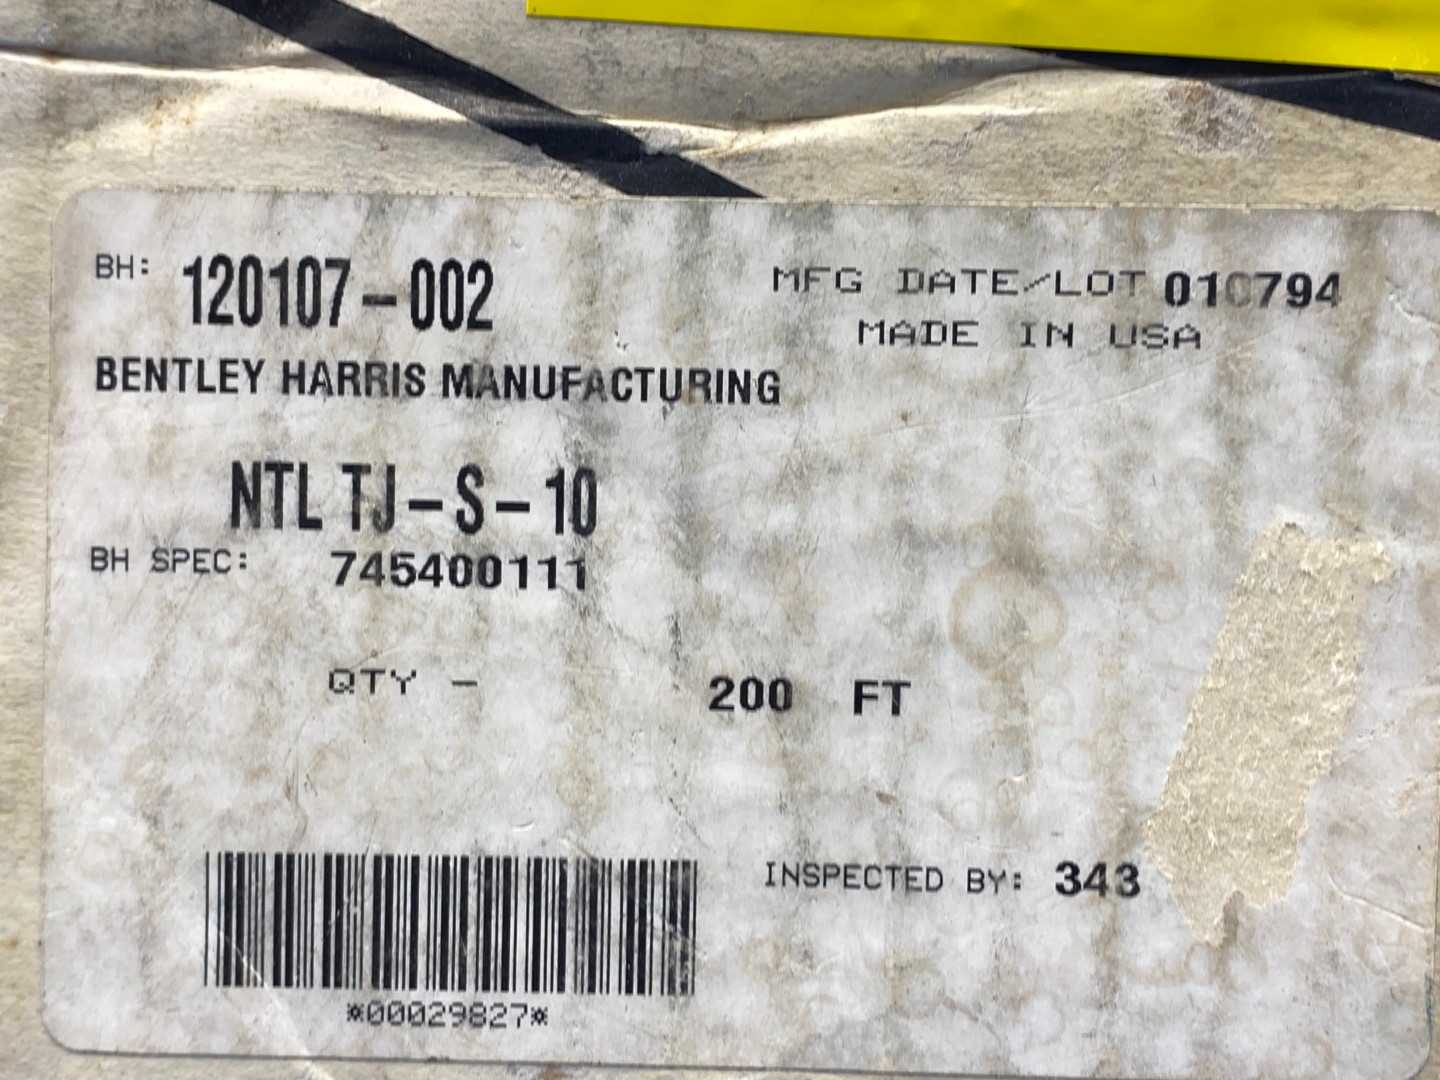 BH: 120107-002
MFG DATE/LOT 010794
MADE IN USA
BENTLEY HARRIS MANUFACTURING
NTL TJ-S-10
BH SPEC: 745400111
QTY - 200 FT
INSPECTED BY: 343
*00029827*